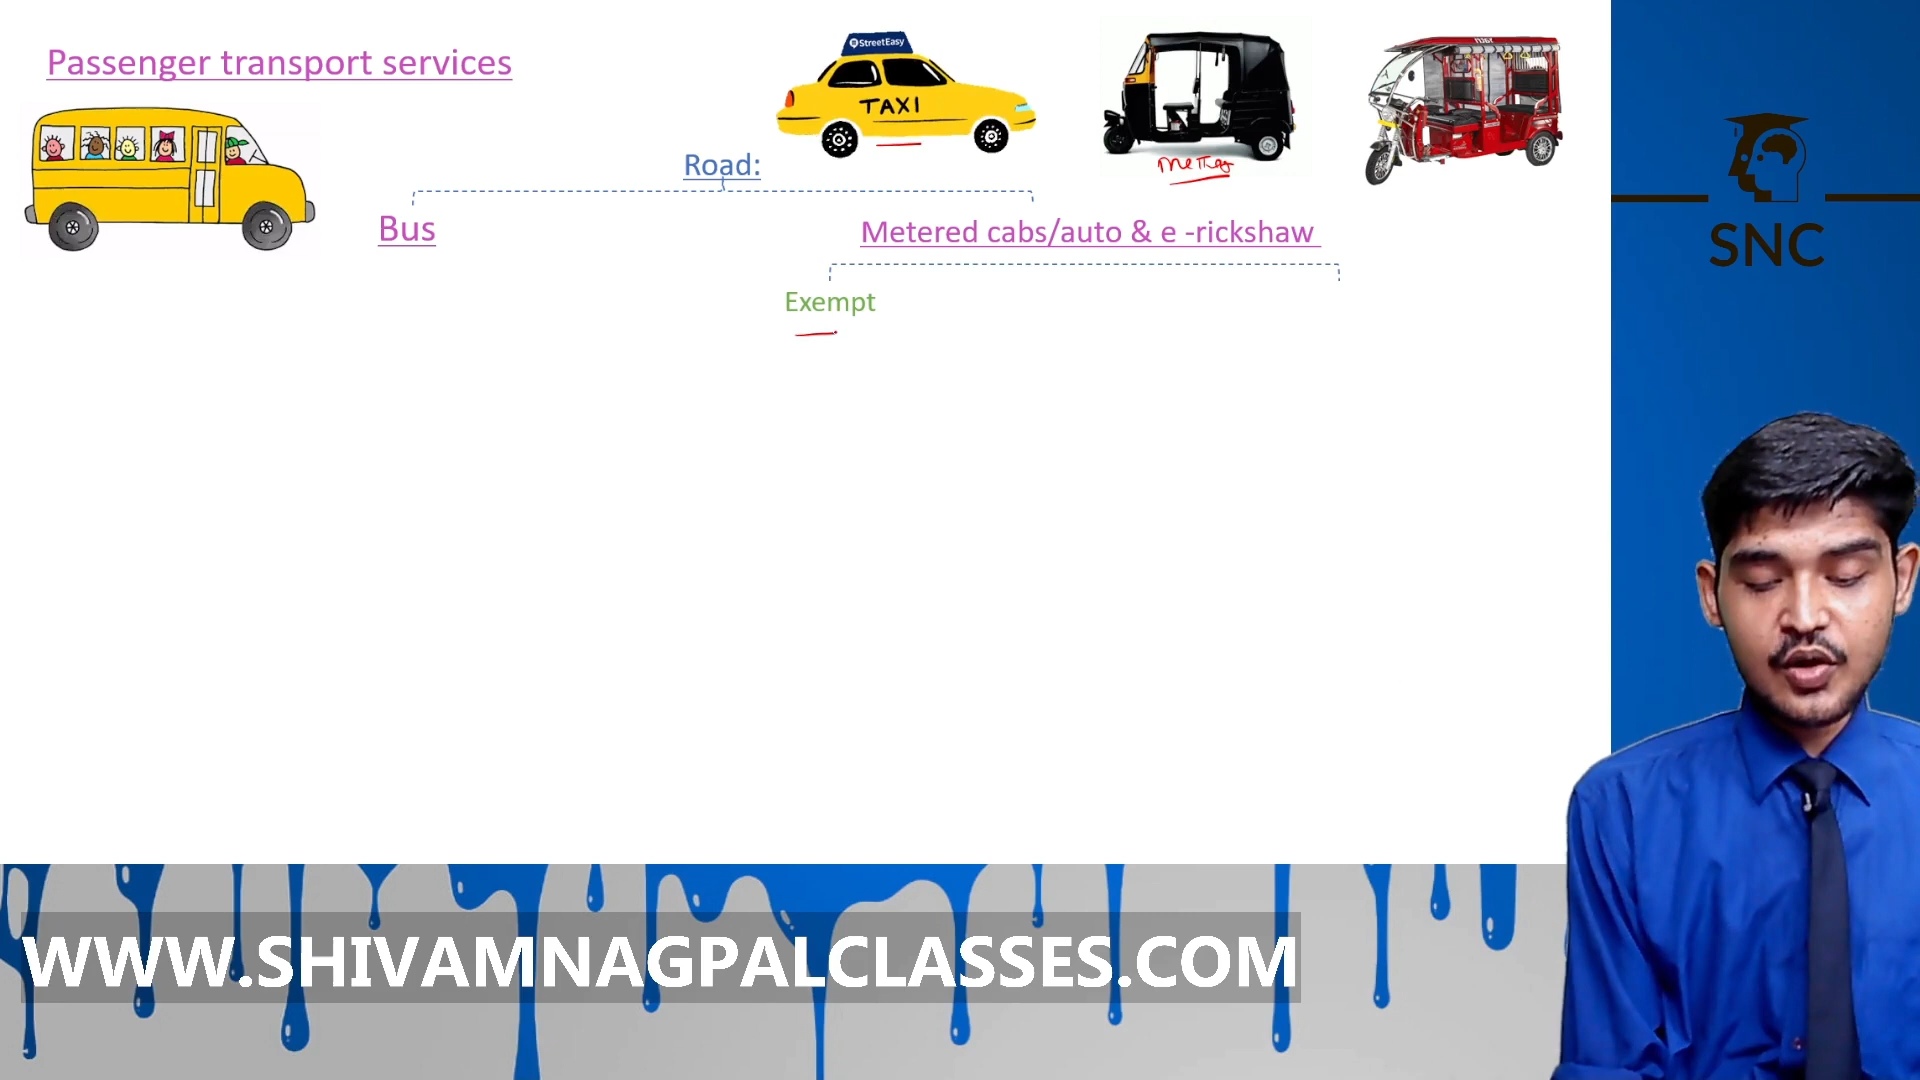 Passenger transport services
StreetEasy
TAXI
Road:
Bus
Metered cabs/auto & e -rickshaw
Exempt
SNC
WWW.SHIVAMNAGPALCLASSES.COM